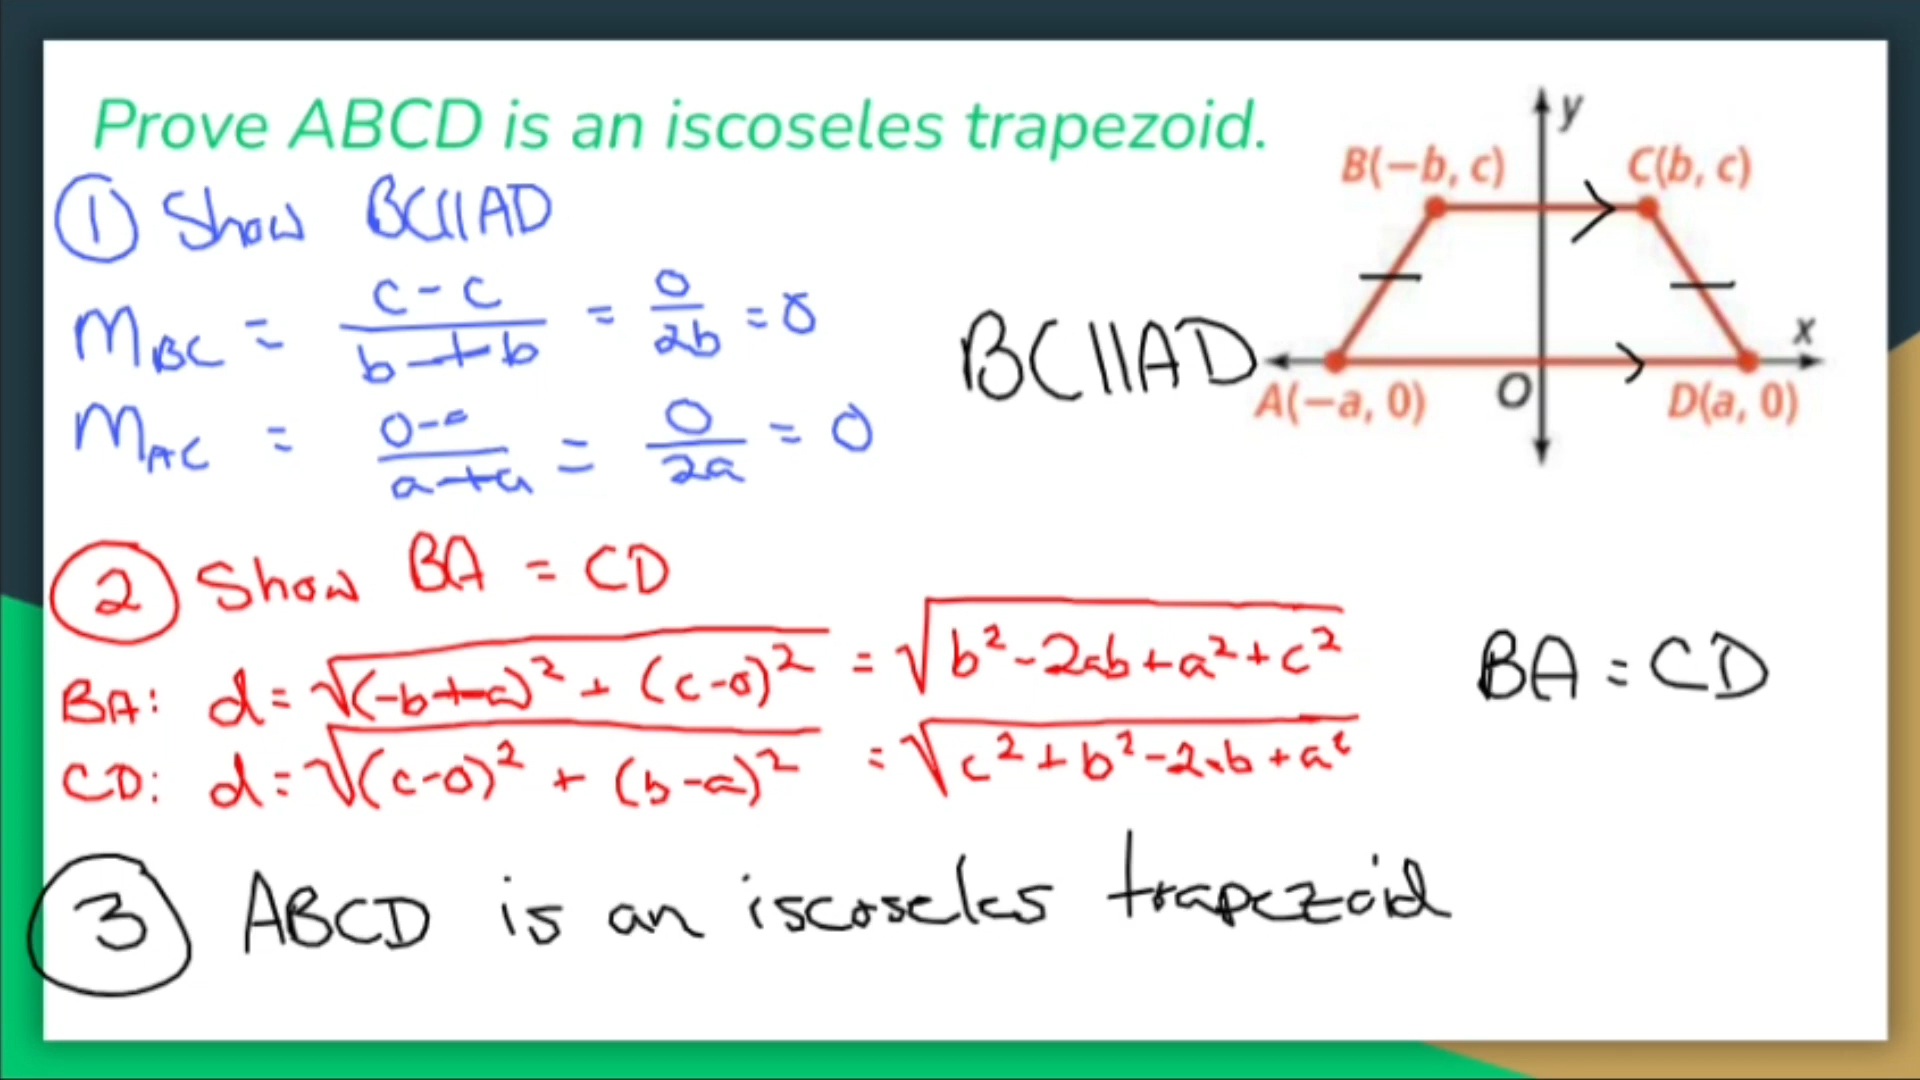 Prove ABCD is an iscoseles trapezoid.
① Show BC||AD
m_BC = (c - c)/(b - + b) = 0/2b = 0
m_AC = (0 - 0)/(a - + a) = 0/2a = 0
BC||AD
y
B(−b, c) C(b, c)
x
O
A(−a, 0) D(a, 0)
② Show BA = CD
BA: d = √((-b + - a)² + (c - 0)²) = √(b² - 2ab + a² + c²)
BA = CD
CD: d = √((c - 0)² + (b - a)²) = √(c² + b² - 2ab + a²)
③ ABCD is an iscoseles trapezoid